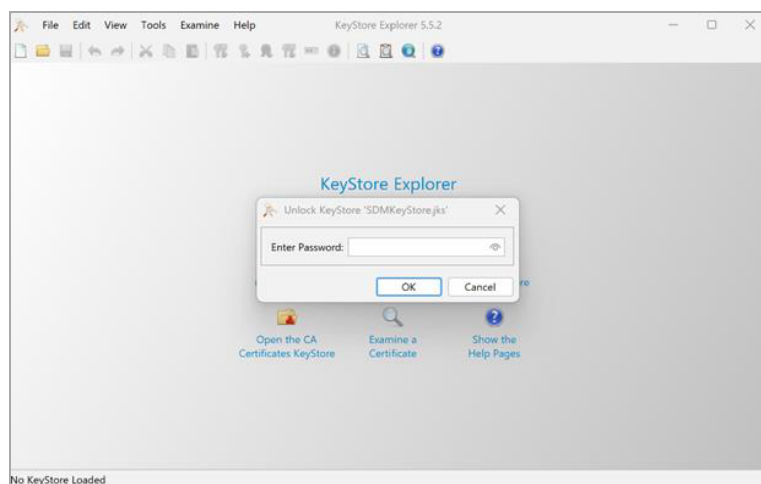 File Edit View Tools Examine Help KeyStore Explorer 5.5.2
KeyStore Explorer
Unlock KeyStore 'SDMKeyStore.jks'
Enter Password:
OK Cancel
Open the CA Examine a Show the
Certificates KeyStore Certificate Help Pages
No KeyStore Loaded